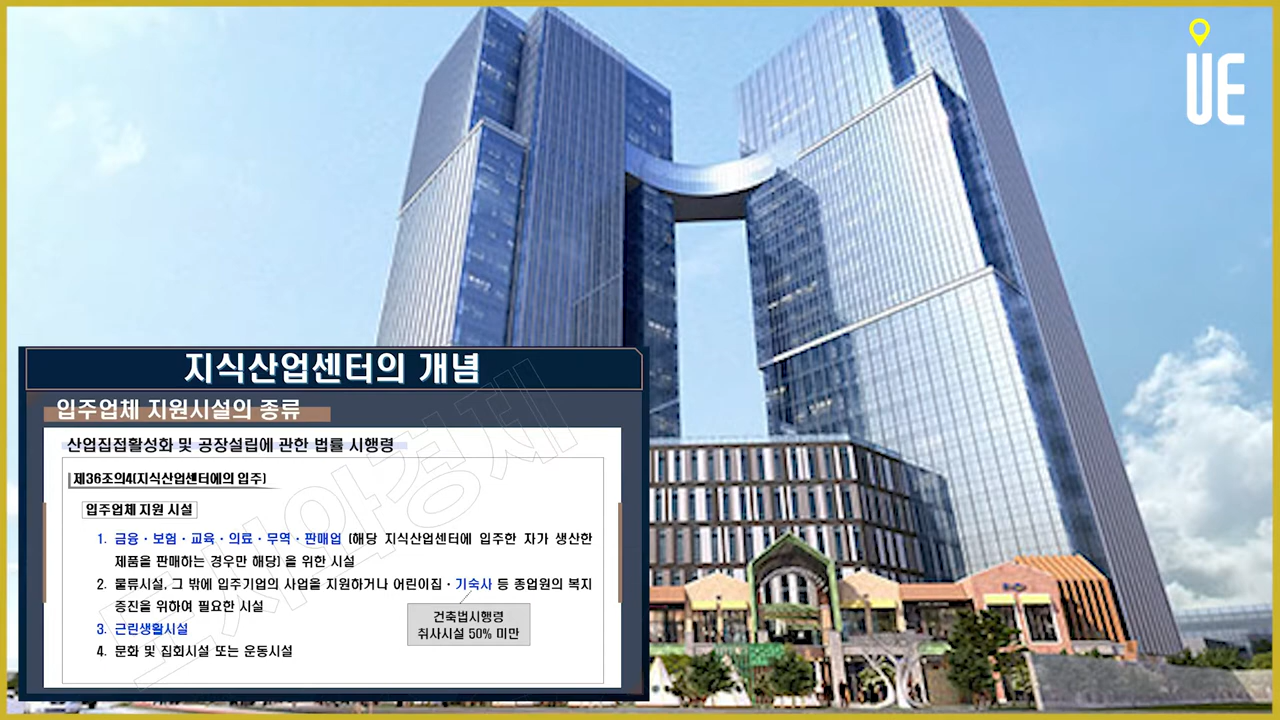 UE
지식산업센터의 개념
입주업체 지원시설의 종류
산업집접활성화 및 공장설립에 관한 법률 시행령
제36조의4(지식산업센터에의 입주)
입주업체 지원 시설
1. 금융・보험・교육・의료・무역・판매업 (해당 지식산업센터에 입주한 자가 생산한
제품을 판매하는 경우만 해당) 을 위한 시설
2. 물류시설, 그 밖에 입주기업의 사업을 지원하거나 어린이집・기숙사 등 종업원의 복지
증진을 위하여 필요한 시설
건축법시행령
취사시설 50% 미만
3. 근린생활시설
4. 문화 및 집회시설 또는 운동시설
도시와경제